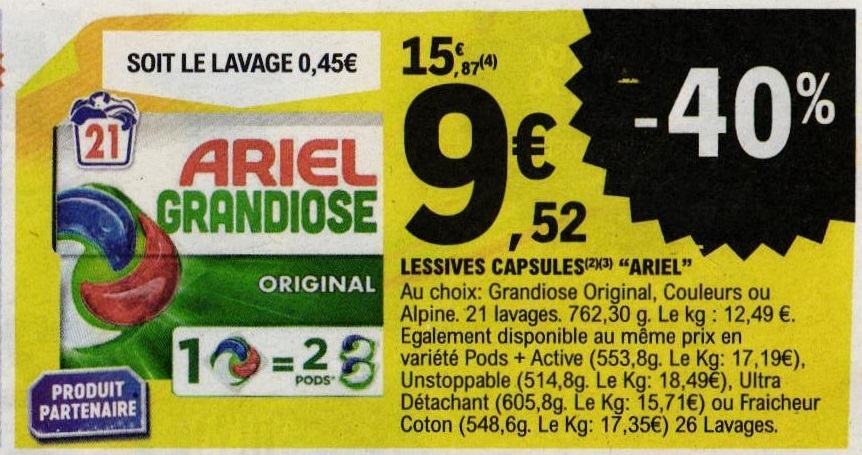 SOIT LE LAVAGE 0,45€
15€,87(4)
-40%
9€,52
21
ARIEL
GRANDIOSE
ORIGINAL
1 = 2
PODS*
PRODUIT
PARTENAIRE
LESSIVES CAPSULES(2)(3) “ARIEL”
Au choix: Grandiose Original, Couleurs ou
Alpine. 21 lavages. 762,30 g. Le kg : 12,49 €.
Egalement disponible au même prix en
variété Pods + Active (553,8g. Le Kg: 17,19€),
Unstoppable (514,8g. Le Kg: 18,49€), Ultra
Détachant (605,8g. Le Kg: 15,71€) ou Fraicheur
Coton (548,6g. Le Kg: 17,35€) 26 Lavages.